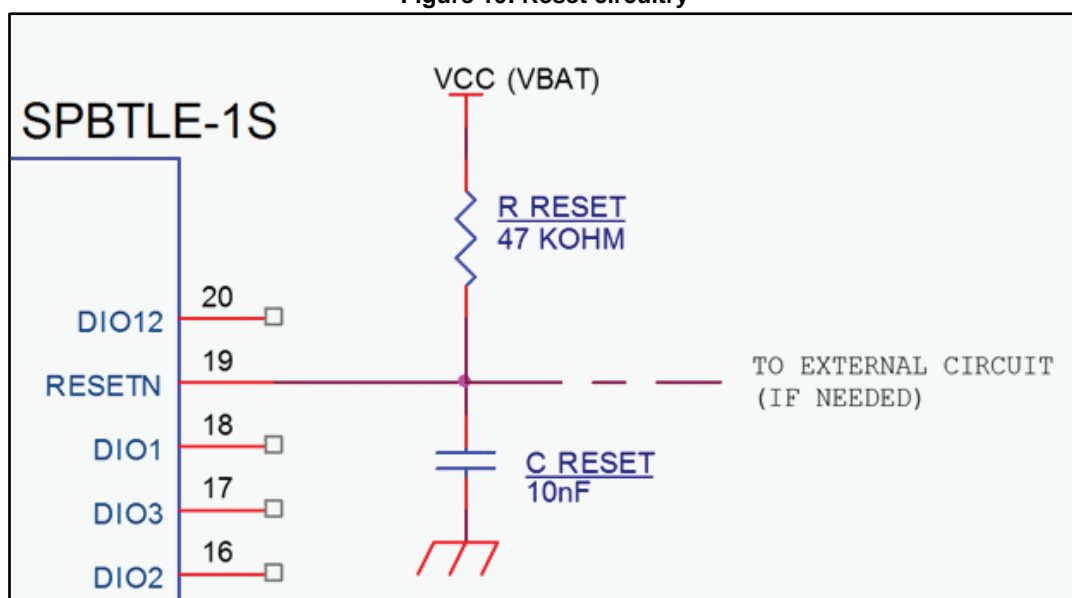 VCC (VBAT)
SPBTLE-1S
R RESET
47 KOHM
20
DIO12
19
RESETN
TO EXTERNAL CIRCUIT
(IF NEEDED)
18
DIO1
C RESET
10nF
17
DIO3
16
DIO2